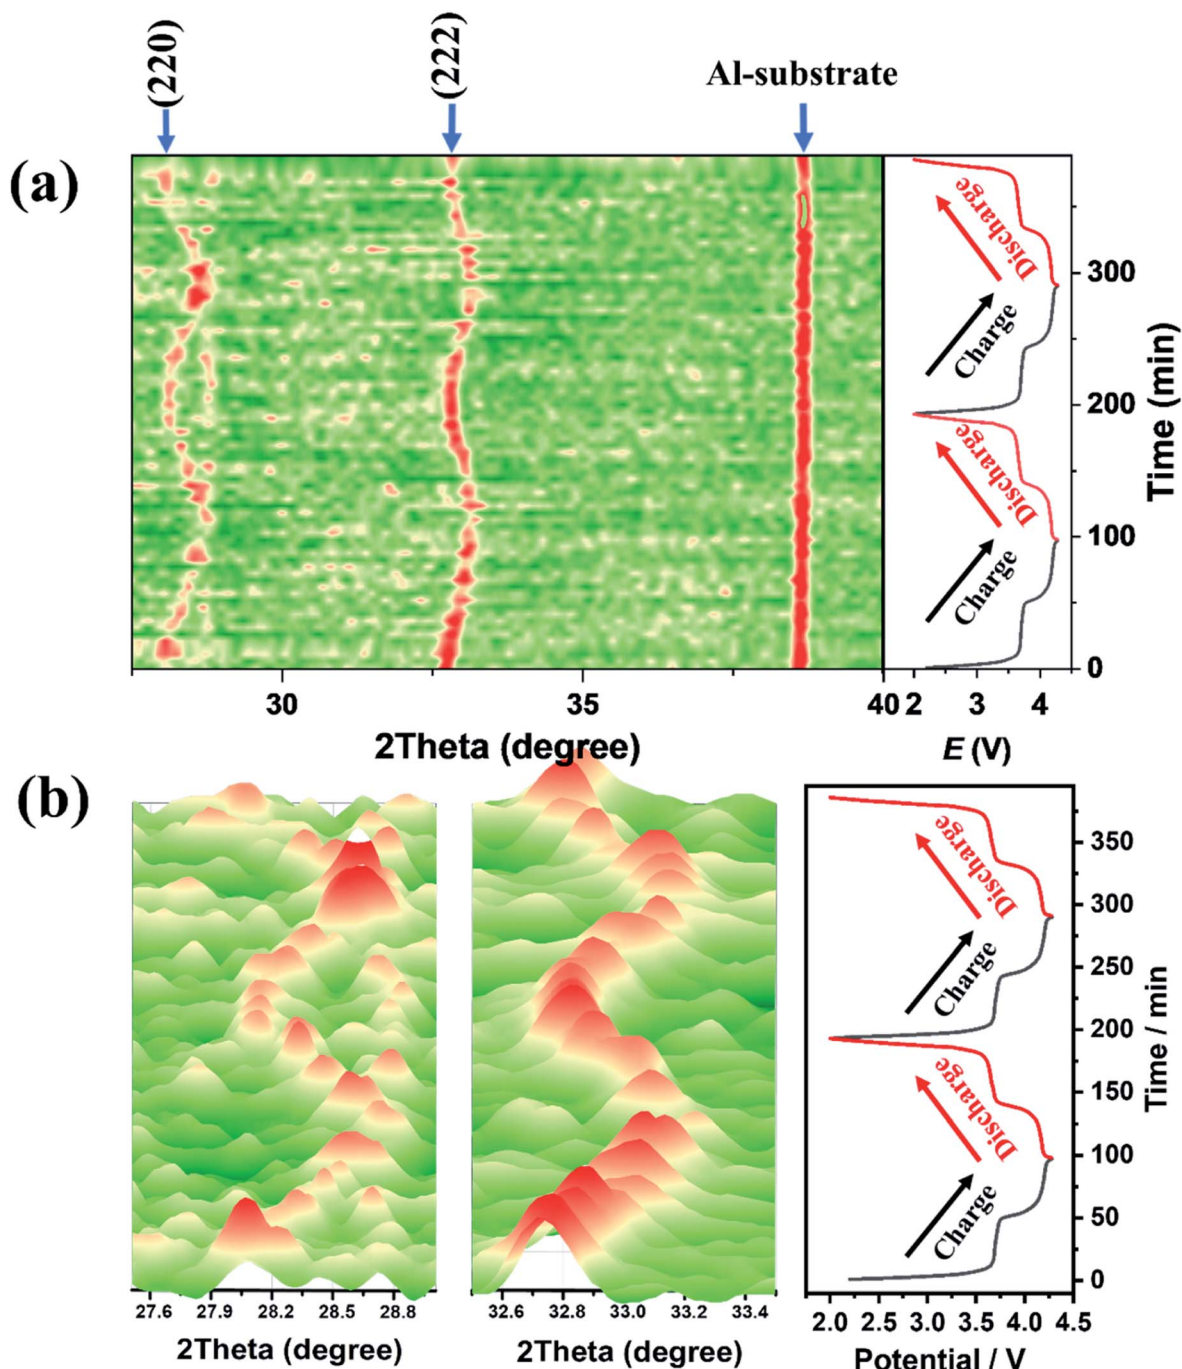 (220)
(222)
Al-substrate
(a)
Discharge
Charge
Discharge
Charge
300
200
100
0
Time (min)
30
35
40
2
3
4
2Theta (degree)
E (V)
(b)
Discharge
Charge
Discharge
Charge
350
300
250
200
150
100
50
0
Time / min
27.6
27.9
28.2
28.5
28.8
32.6
32.8
33.0
33.2
33.4
2.0
2.5
3.0
3.5
4.0
4.5
2Theta (degree)
2Theta (degree)
Potential / V